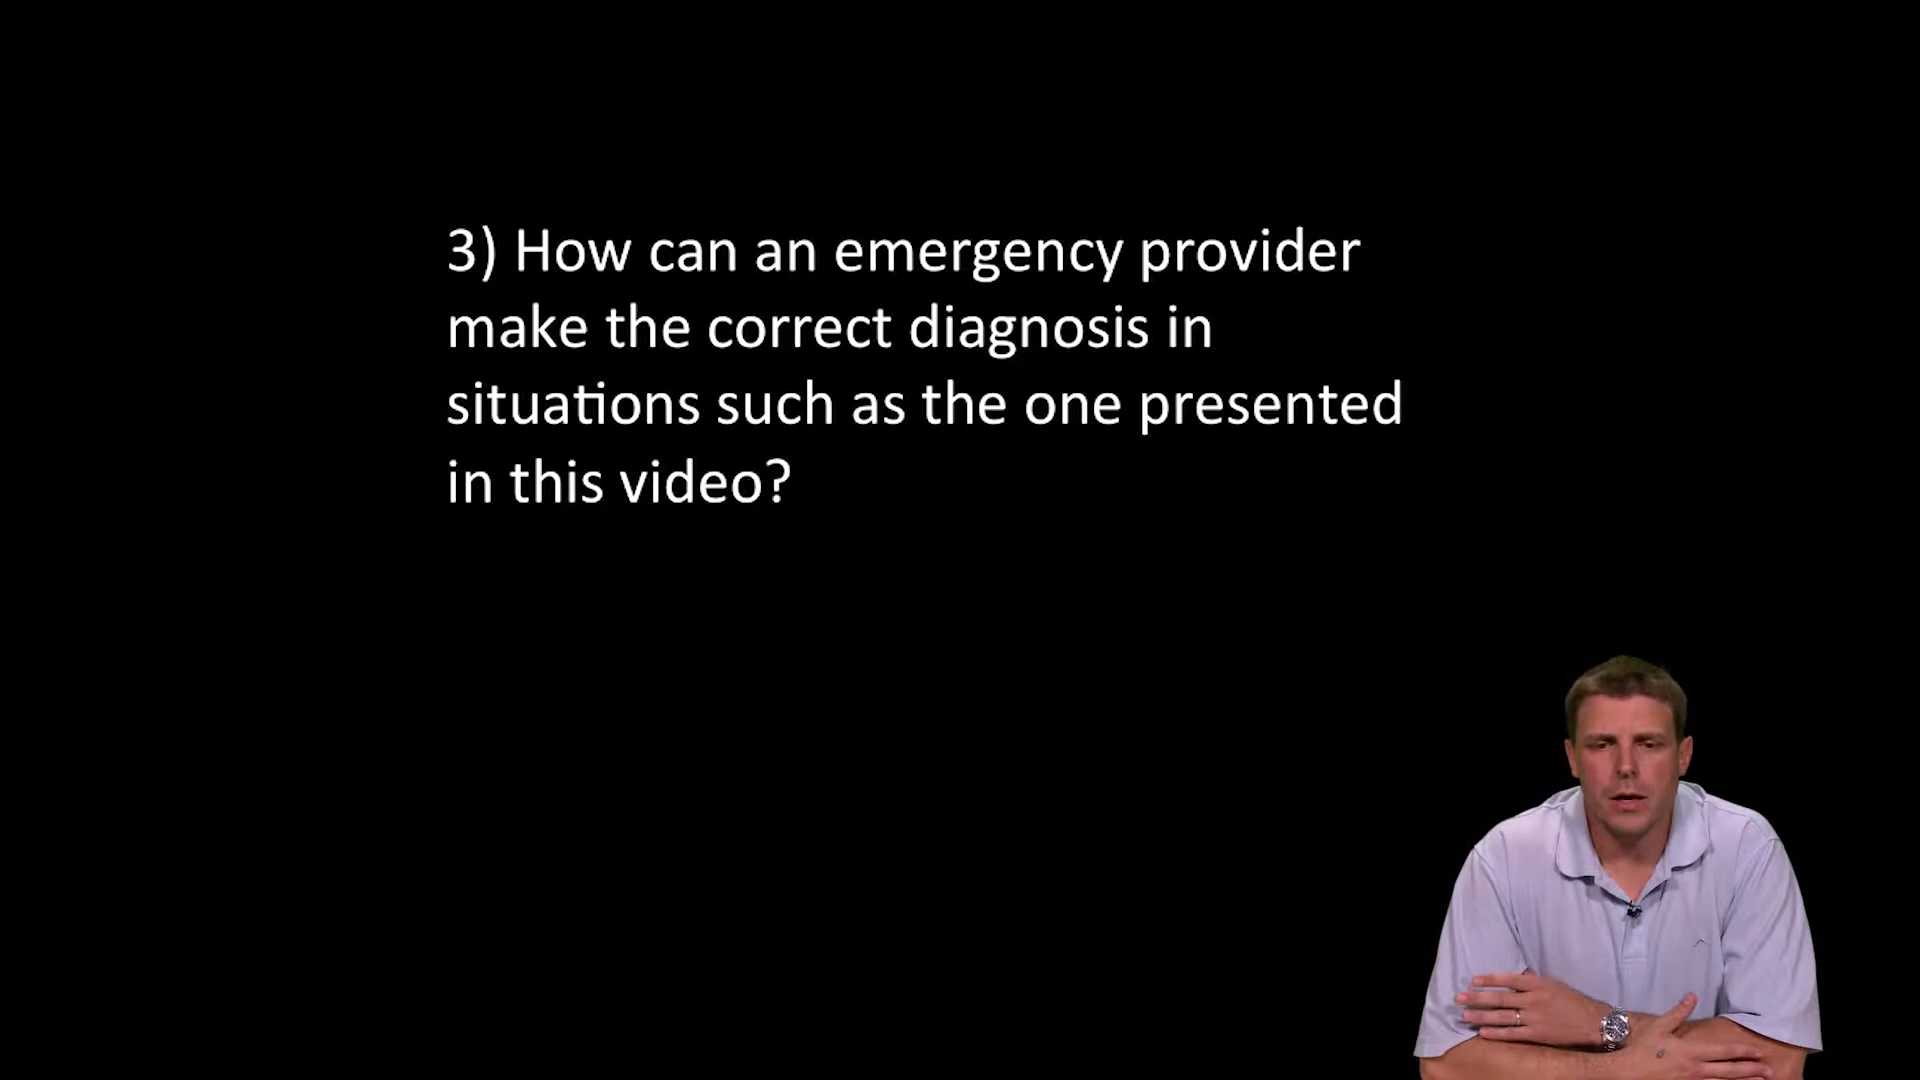 3) How can an emergency provider
make the correct diagnosis in
situations such as the one presented
in this video?